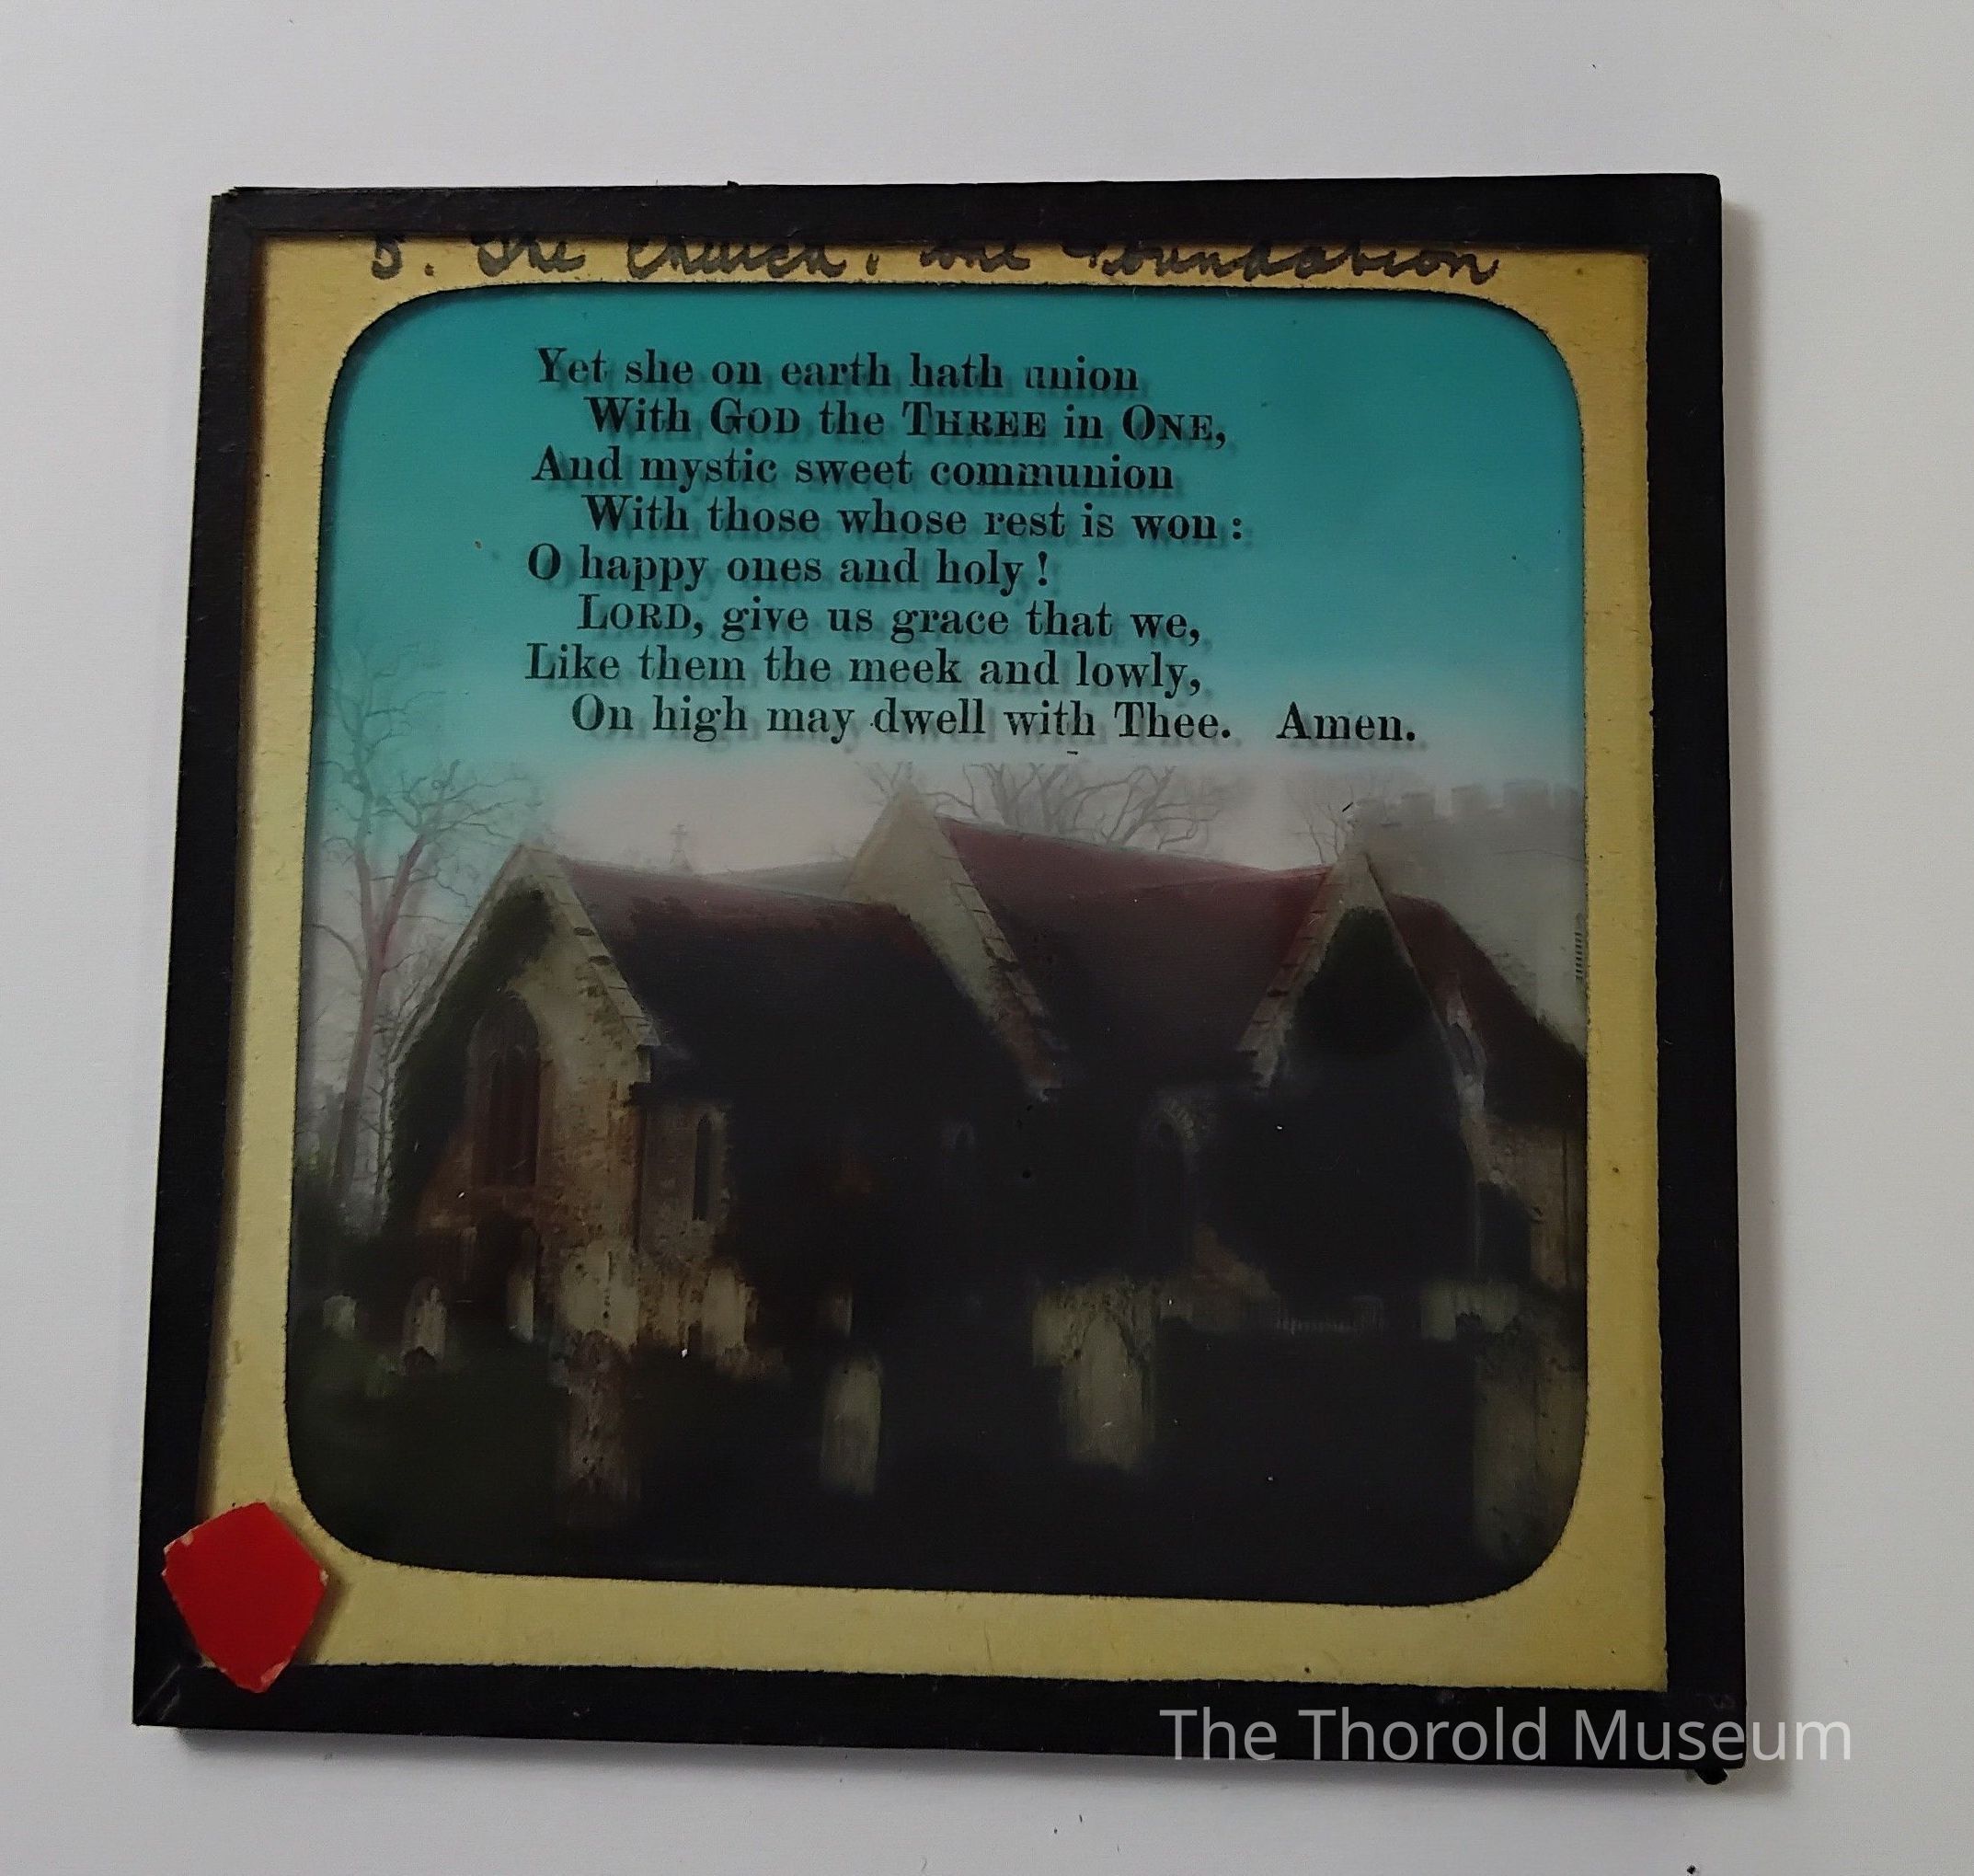 5. The Church's one Foundation
Yet she on earth hath union
With GOD the THREE in ONE,
And mystic sweet communion
With those whose rest is won :
O happy ones and holy !
LORD, give us grace that we,
Like them the meek and lowly,
On high may dwell with Thee. Amen.
The Thorold Museum